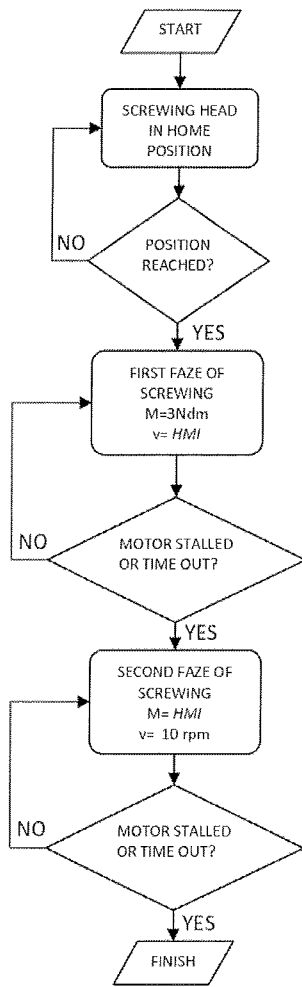 START
SCREWING HEAD
IN HOME
POSITION
NO
POSITION
REACHED?
YES
FIRST FAZE OF
SCREWING
M=3Ndm
v= HMI
NO
MOTOR STALLED
OR TIME OUT?
YES
SECOND FAZE OF
SCREWING
M= HMI
v= 10 rpm
NO
MOTOR STALLED
OR TIME OUT?
YES
FINISH